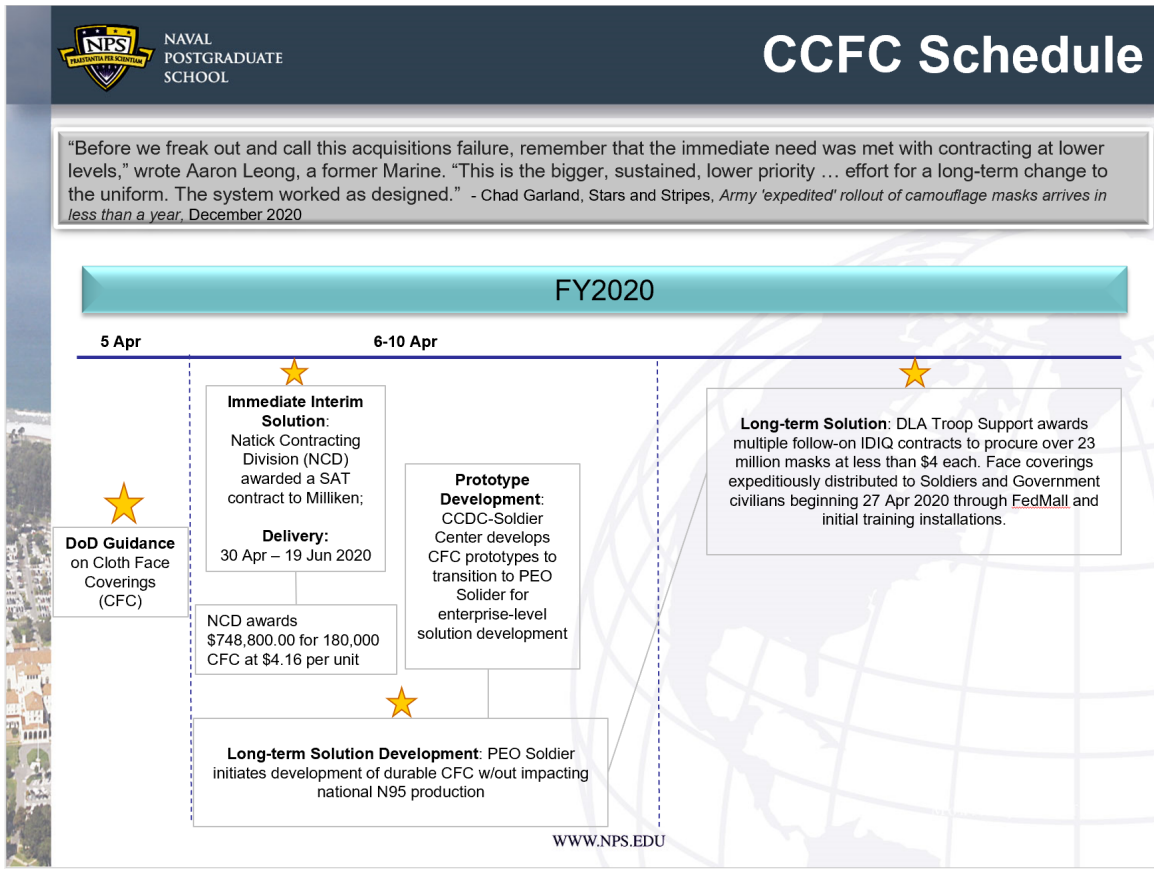 NPS
PRAESTANTIA PER SCIENTIAM
NAVAL
POSTGRADUATE
SCHOOL
CCFC Schedule
“Before we freak out and call this acquisitions failure, remember that the immediate need was met with contracting at lower
levels,” wrote Aaron Leong, a former Marine. “This is the bigger, sustained, lower priority … effort for a long-term change to
the uniform. The system worked as designed.” - Chad Garland, Stars and Stripes, Army 'expedited' rollout of camouflage masks arrives in
less than a year, December 2020
FY2020
5 Apr
6-10 Apr
DoD Guidance
on Cloth Face
Coverings
(CFC)
Immediate Interim
Solution:
Natick Contracting
Division (NCD)
awarded a SAT
contract to Milliken;
Delivery:
30 Apr – 19 Jun 2020
NCD awards
$748,800.00 for 180,000
CFC at $4.16 per unit
Prototype
Development:
CCDC-Soldier
Center develops
CFC prototypes to
transition to PEO
Solider for
enterprise-level
solution development
Long-term Solution Development: PEO Soldier
initiates development of durable CFC w/out impacting
national N95 production
Long-term Solution: DLA Troop Support awards
multiple follow-on IDIQ contracts to procure over 23
million masks at less than $4 each. Face coverings
expeditiously distributed to Soldiers and Government
civilians beginning 27 Apr 2020 through FedMall and
initial training installations.
WWW.NPS.EDU